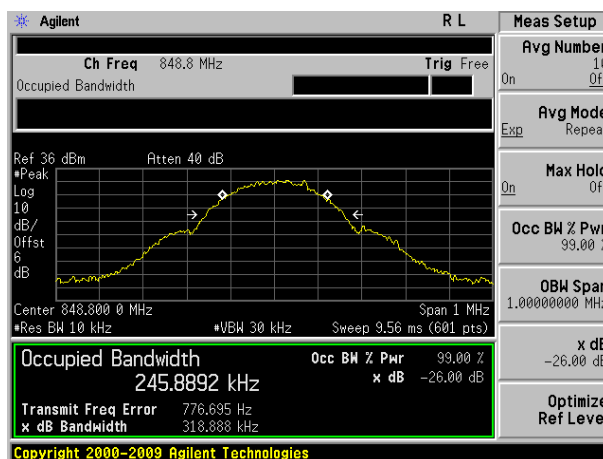 Agilent R L Meas Setup
Ch Freq 848.8 MHz Trig Free
Occupied Bandwidth
Ref 36 dBm Atten 40 dB
#Peak
Log
10
dB/
Offst
6
dB
Center 848.800 0 MHz Span 1 MHz
#Res BW 10 kHz #VBW 30 kHz Sweep 9.56 ms (601 pts)
Occupied Bandwidth Occ BW % Pwr 99.00 %
245.8892 kHz x dB -26.00 dB
Transmit Freq Error 776.695 Hz
x dB Bandwidth 318.888 kHz
Copyright 2000-2009 Agilent Technologies
Avg Number
On
Avg Mode
Exp Repea
Max Hold
On
Occ BW % Pwr
99.00 %
OBW Span
1.00000000 MHz
x dB
-26.00 dB
Optimize
Ref Level